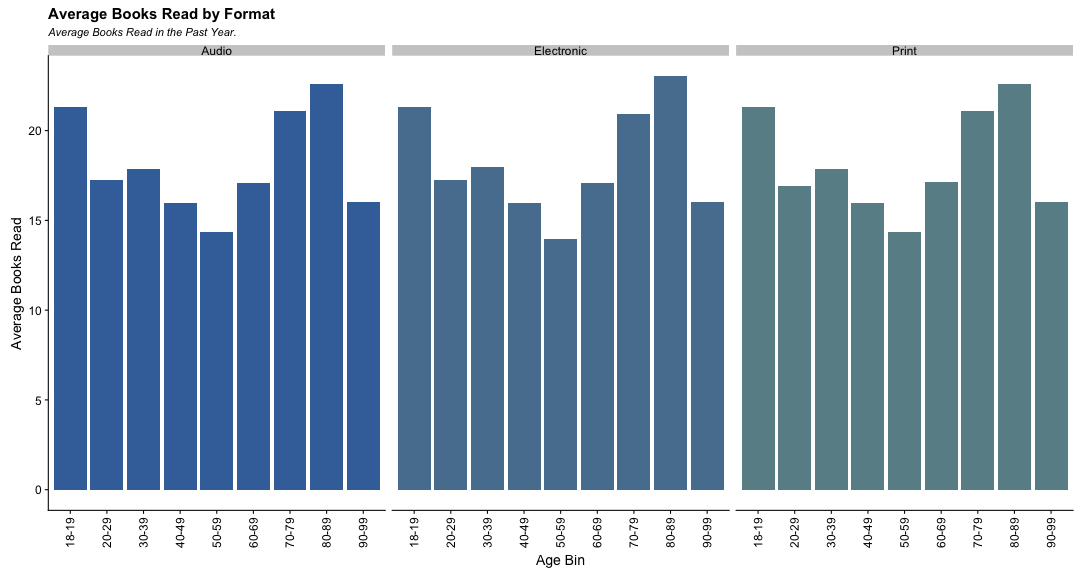 Average Books Read by Format
Average Books Read in the Past Year.
Audio Electronic Print
Average Books Read
20
15
10
5
0
18-19 20-29 30-39 40-49 50-59 60-69 70-79 80-89 90-99 18-19 20-29 30-39 40-49 50-59 60-69 70-79 80-89 90-99 18-19 20-29 30-39 40-49 50-59 60-69 70-79 80-89 90-99
Age Bin